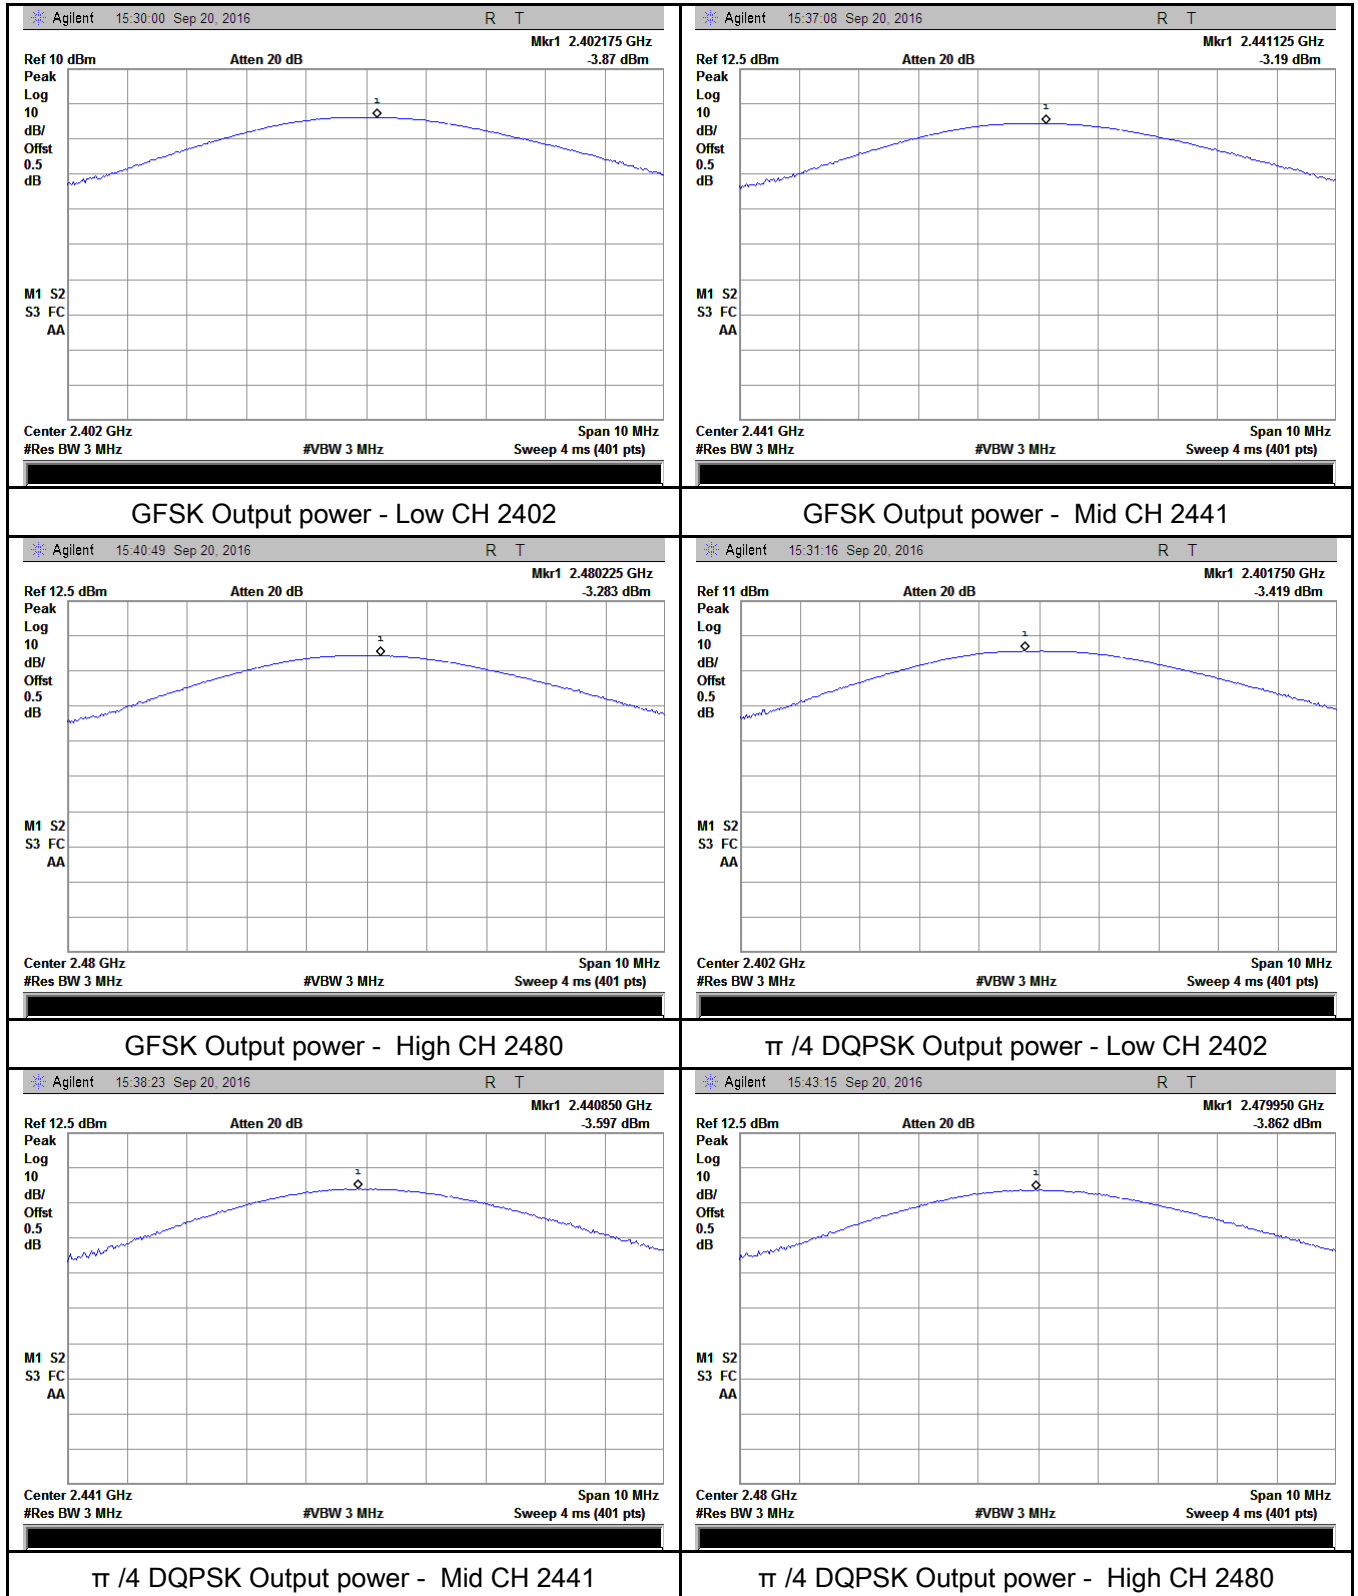 Agilent 15:30:00 Sep 20, 2016 R T
Mkr1 2.402175 GHz
Ref 10 dBm Atten 20 dB -3.87 dBm
Peak
Log
10
dB/
Offst
0.5
dB
1
M1 S2
S3 FC
AA
Center 2.402 GHz Span 10 MHz
#Res BW 3 MHz #VBW 3 MHz Sweep 4 ms (401 pts)
GFSK Output power - Low CH 2402
Agilent 15:37:08 Sep 20, 2016 R T
Mkr1 2.441125 GHz
Ref 12.5 dBm Atten 20 dB -3.19 dBm
Peak
Log
10
dB/
Offst
0.5
dB
1
M1 S2
S3 FC
AA
Center 2.441 GHz Span 10 MHz
#Res BW 3 MHz #VBW 3 MHz Sweep 4 ms (401 pts)
GFSK Output power - Mid CH 2441
Agilent 15:40:49 Sep 20, 2016 R T
Mkr1 2.480225 GHz
Ref 12.5 dBm Atten 20 dB -3.283 dBm
Peak
Log
10
dB/
Offst
0.5
dB
1
M1 S2
S3 FC
AA
Center 2.48 GHz Span 10 MHz
#Res BW 3 MHz #VBW 3 MHz Sweep 4 ms (401 pts)
GFSK Output power - High CH 2480
Agilent 15:31:16 Sep 20, 2016 R T
Mkr1 2.401750 GHz
Ref 11 dBm Atten 20 dB -3.419 dBm
Peak
Log
10
dB/
Offst
0.5
dB
1
M1 S2
S3 FC
AA
Center 2.402 GHz Span 10 MHz
#Res BW 3 MHz #VBW 3 MHz Sweep 4 ms (401 pts)
π /4 DQPSK Output power - Low CH 2402
Agilent 15:38:23 Sep 20, 2016 R T
Mkr1 2.440850 GHz
Ref 12.5 dBm Atten 20 dB -3.597 dBm
Peak
Log
10
dB/
Offst
0.5
dB
1
M1 S2
S3 FC
AA
Center 2.441 GHz Span 10 MHz
#Res BW 3 MHz #VBW 3 MHz Sweep 4 ms (401 pts)
π /4 DQPSK Output power - Mid CH 2441
Agilent 15:43:15 Sep 20, 2016 R T
Mkr1 2.479950 GHz
Ref 12.5 dBm Atten 20 dB -3.862 dBm
Peak
Log
10
dB/
Offst
0.5
dB
1
M1 S2
S3 FC
AA
Center 2.48 GHz Span 10 MHz
#Res BW 3 MHz #VBW 3 MHz Sweep 4 ms (401 pts)
π /4 DQPSK Output power - High CH 2480